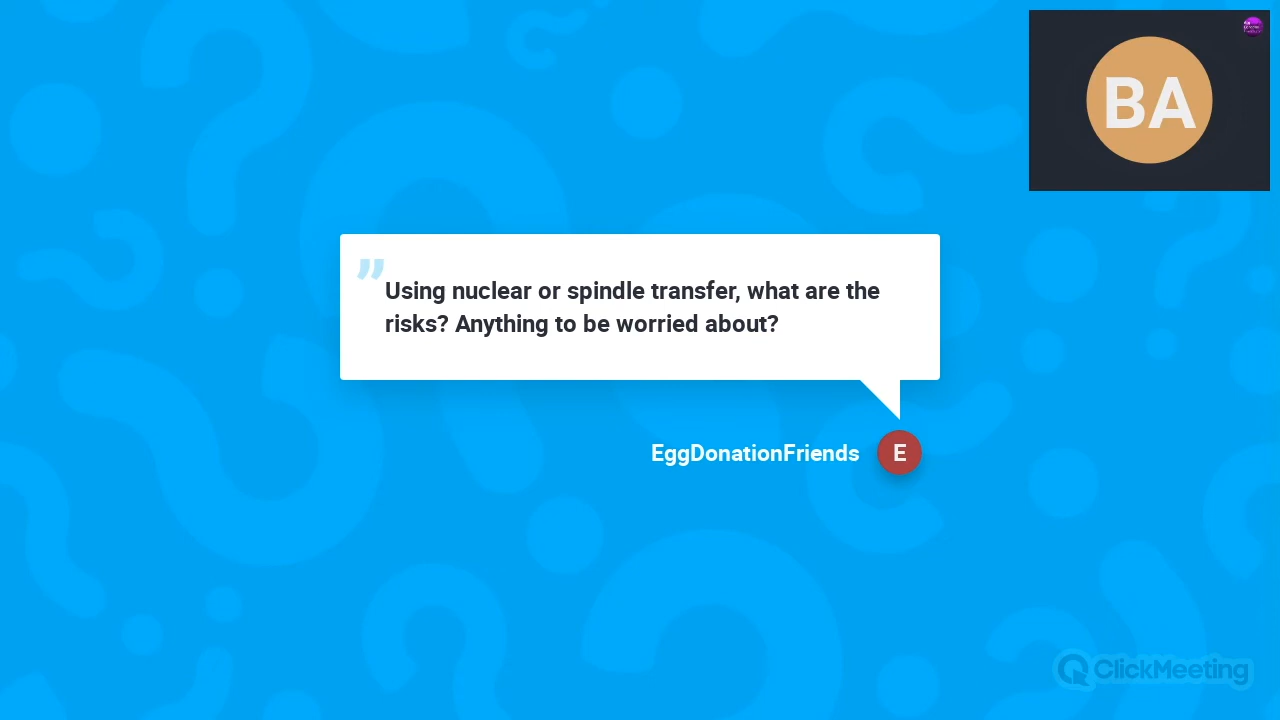 BA
”
Using nuclear or spindle transfer, what are the
risks? Anything to be worried about?
EggDonationFriends
E
ClickMeeting